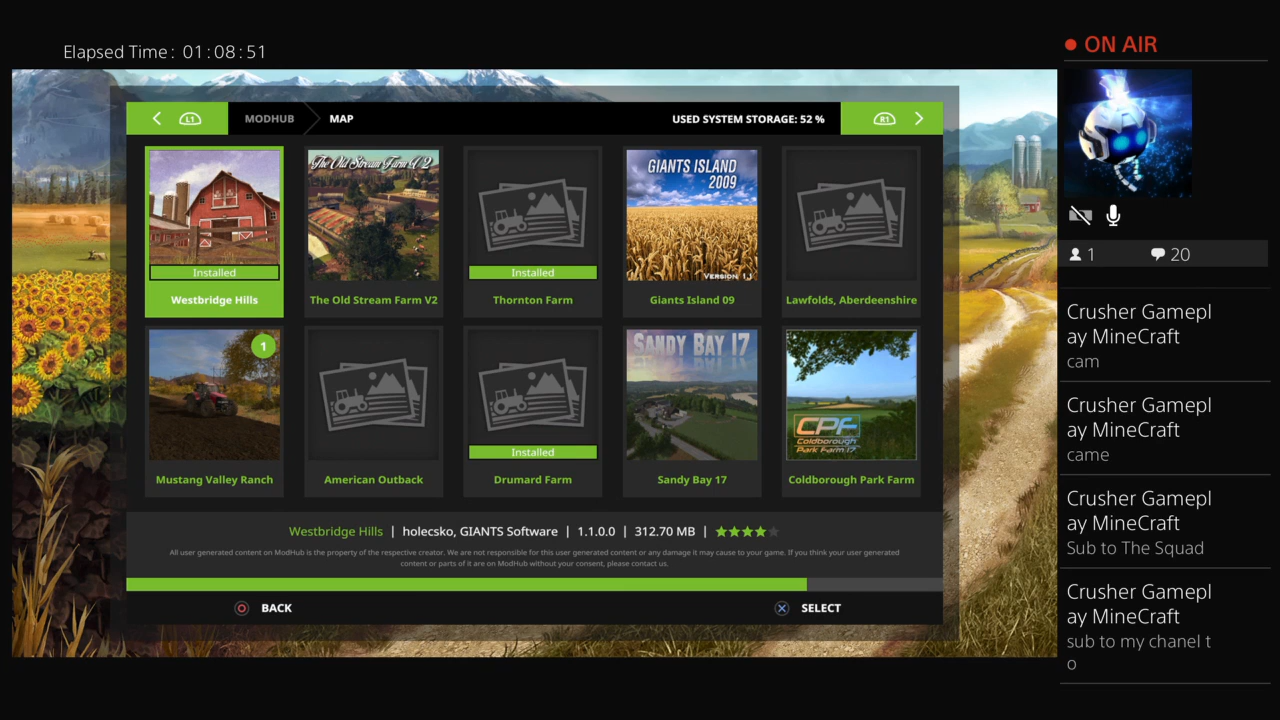 Elapsed Time: 01:08:51
ON AIR
L1
MODHUB
MAP
USED SYSTEM STORAGE: 52 %
R1
The Old Stream Farm V2
GIANTS ISLAND
2009
VERSION 1.1
Installed
Installed
Westbridge Hills
The Old Stream Farm V2
Thornton Farm
Giants Island 09
Lawfolds, Aberdeenshire
1
SANDY BAY 17
CPF
Coldborough
Park Farm 17
Installed
Mustang Valley Ranch
American Outback
Drumard Farm
Sandy Bay 17
Coldborough Park Farm
Westbridge Hills | holecsko, GIANTS Software | 1.1.0.0 | 312.70 MB |
All user generated content on ModHub is the property of the respective creator. We are not responsible for this user generated content or any damage it may cause to your game. If you think your user generated
content or parts of it are on ModHub without your consent, please contact us.
BACK
SELECT
1
20
Crusher Gamepl
ay MineCraft
cam
Crusher Gamepl
ay MineCraft
came
Crusher Gamepl
ay MineCraft
Sub to The Squad
Crusher Gamepl
ay MineCraft
sub to my chanel t
o